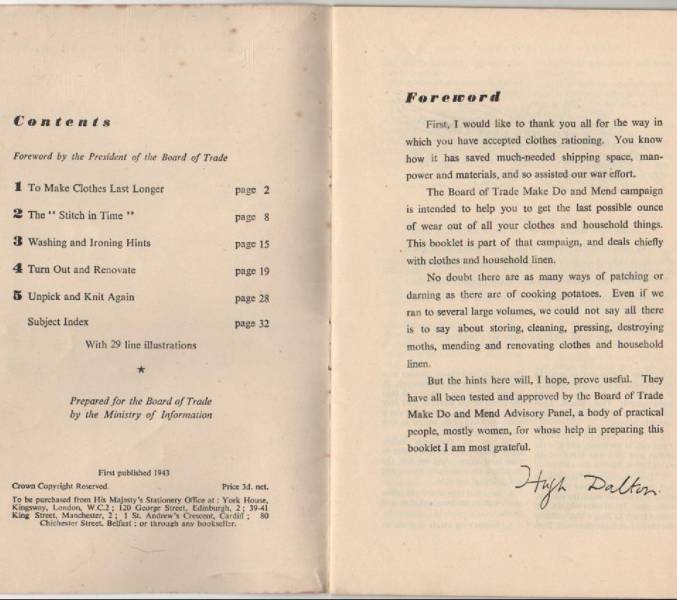 Contents
Foreword by the President of the Board of Trade
1 To Make Clothes Last Longer page 2
2 The "Stitch in Time" page 8
3 Washing and Ironing Hints page 15
4 Turn Out and Renovate page 19
5 Unpick and Knit Again page 28
Subject Index page 32
With 29 line illustrations
★
Prepared for the Board of Trade
by the Ministry of Information
First published 1943
Crown Copyright Reserved. Price 3d. net.
To be purchased from His Majesty's Stationery Office at : York House,
Kingsway, London, W.C.2 ; 120 George Street, Edinburgh, 2 ; 39-41
King Street, Manchester, 2 ; 1 St. Andrew's Crescent, Cardiff ; 80
Chichester Street, Belfast ; or through any bookseller.
Foreword
First, I would like to thank you all for the way in
which you have accepted clothes rationing. You know
how it has saved much-needed shipping space, man-
power and materials, and so assisted our war effort.
The Board of Trade Make Do and Mend campaign
is intended to help you to get the last possible ounce
of wear out of all your clothes and household things.
This booklet is part of that campaign, and deals chiefly
with clothes and household linen.
No doubt there are as many ways of patching or
darning as there are of cooking potatoes. Even if we
ran to several large volumes, we could not say all there
is to say about storing, cleaning, pressing, destroying
moths, mending and renovating clothes and household
linen.
But the hints here will, I hope, prove useful. They
have all been tested and approved by the Board of Trade
Make Do and Mend Advisory Panel, a body of practical
people, mostly women, for whose help in preparing this
booklet I am most grateful.
Hugh Dalton.